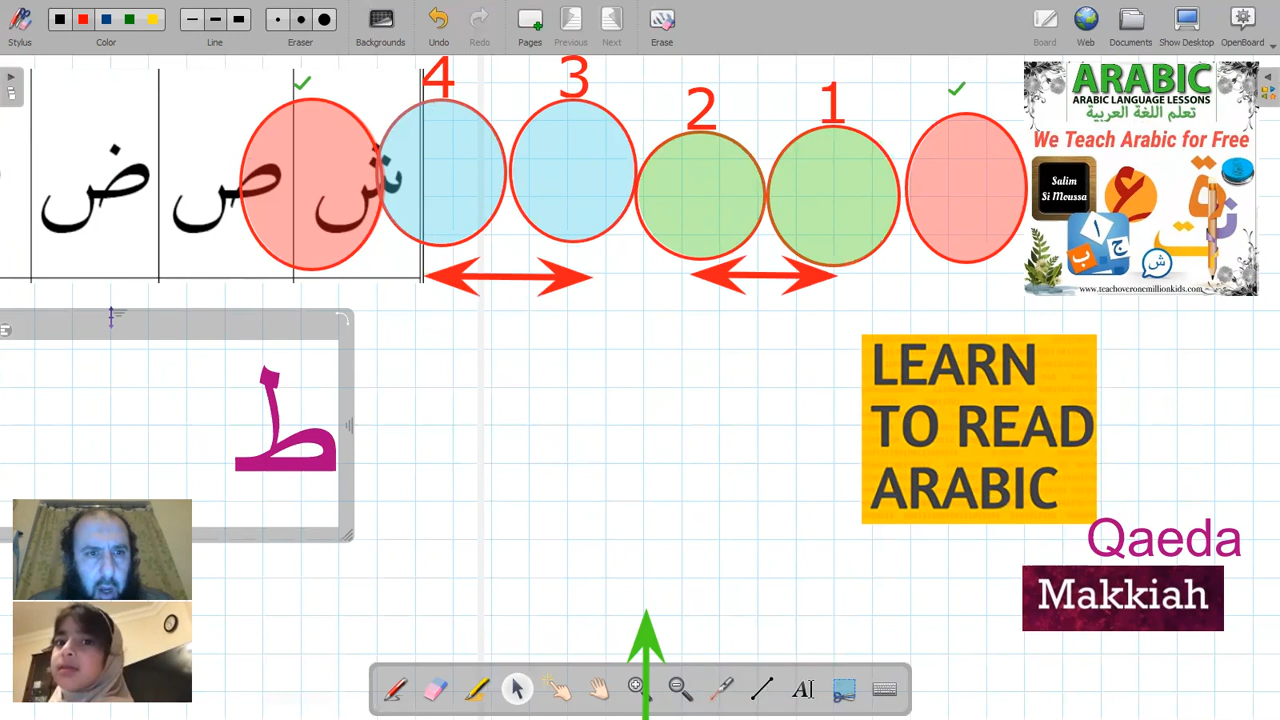 Stylus
Color
Line
Eraser
Backgrounds
Undo
Redo
Pages
Previous
Next
Erase
Board
Web
Documents
Show Desktop
OpenBoard
4 3 2 1
ش ص ض
ظ
ARABIC
ARABIC LANGUAGE LESSONS
تعلم اللغة العربية
We Teach Arabic for Free
Salim
Si Moussa
www.teachoveronemillionkids.com
LEARN
TO READ
ARABIC
Qaeda
Makkiah